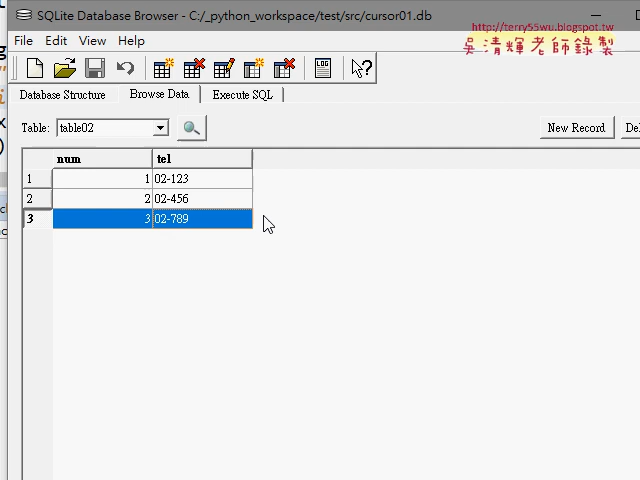 SQLite Database Browser - C:/_python_workspace/test/src/cursor01.db
http://terry55wu.blogspot.tw
吳清輝老師錄製
File Edit View Help
LOG
Database Structure Browse Data Execute SQL
Table: table02 New Record
num tel
1 1 02-123
2 2 02-456
3 3 02-789